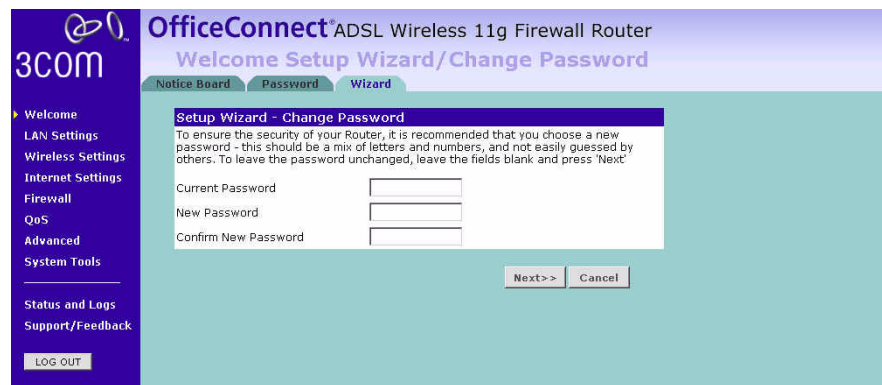 3COM
OfficeConnect® ADSL Wireless 11g Firewall Router
Welcome Setup Wizard/Change Password
Notice Board
Password
Wizard
Welcome
LAN Settings
Wireless Settings
Internet Settings
Firewall
QoS
Advanced
System Tools
Status and Logs
Support/Feedback
LOG OUT
Setup Wizard - Change Password
To ensure the security of your Router, it is recommended that you choose a new
password - this should be a mix of letters and numbers, and not easily guessed by
others. To leave the password unchanged, leave the fields blank and press 'Next'
Current Password
New Password
Confirm New Password
Next>>
Cancel